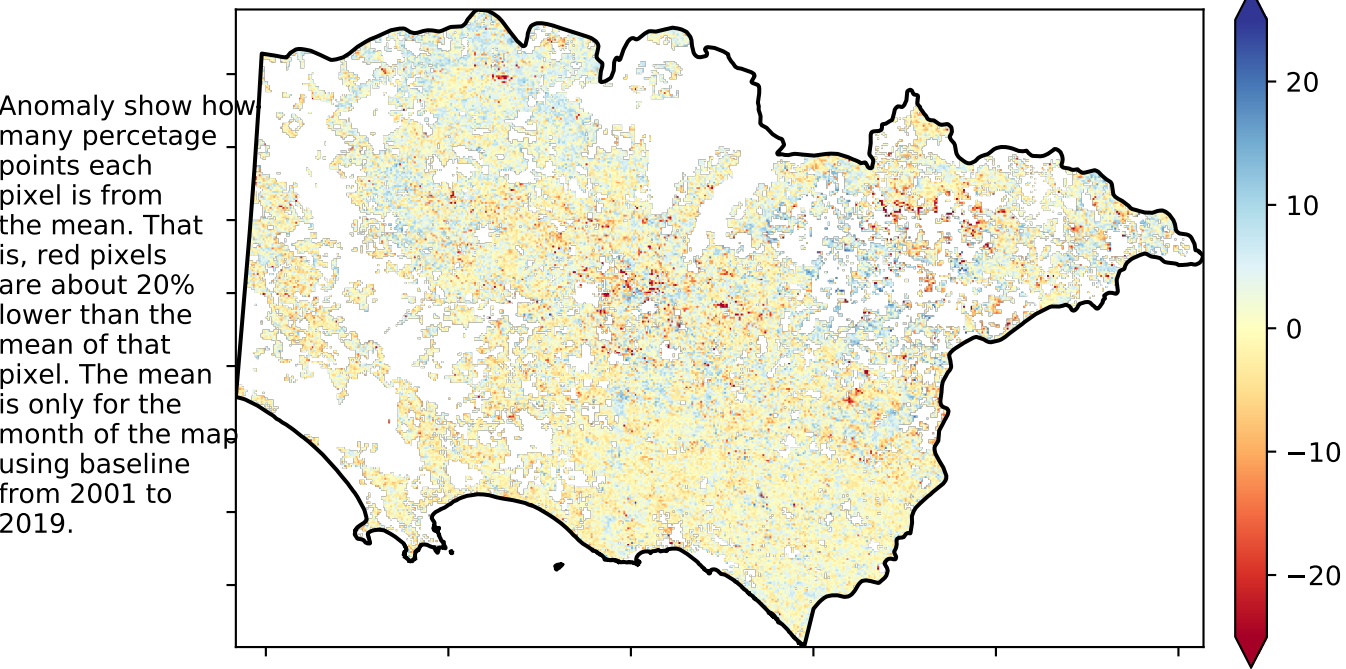 Anomaly show how
many percetage
points each
pixel is from
the mean. That
is, red pixels
are about 20%
lower than the
mean of that
pixel. The mean
is only for the
month of the map
using baseline
from 2001 to
2019.
20
10
0
−10
−20